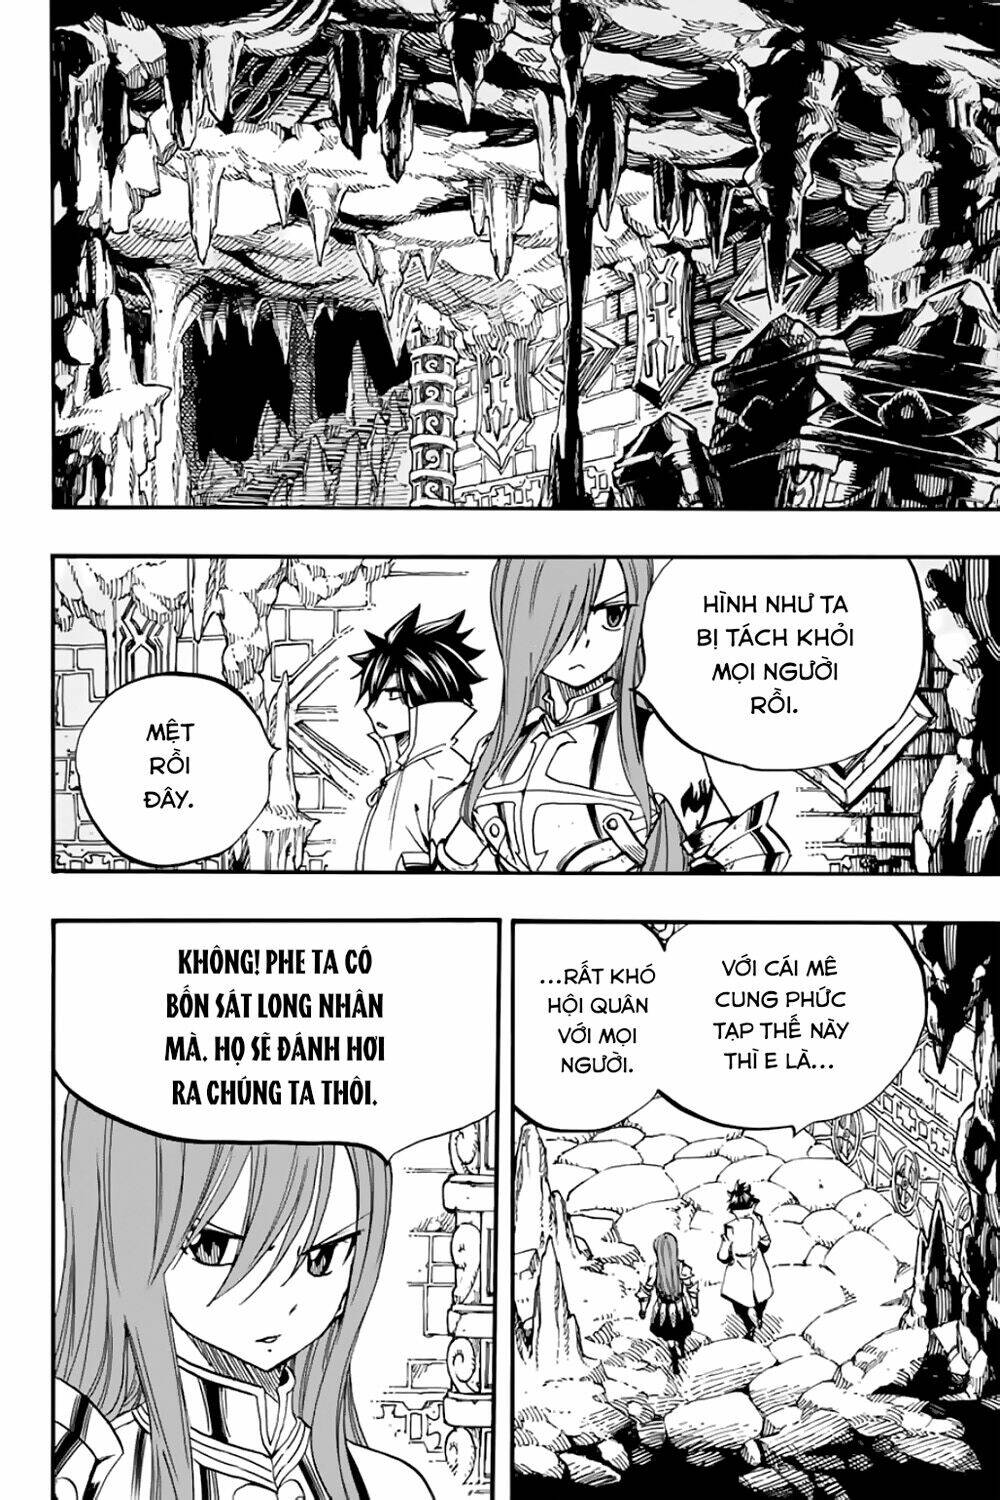 HÌNH NHƯ TA
BỊ TÁCH KHỎI
MỌI NGƯỜI
RỒI.
MỆT
RỒI
ĐÂY.
VỚI CÁI MÊ
CUNG PHỨC
TẠP THẾ NÀY
THÌ E LÀ...
...RẤT KHÓ
HỘI QUÂN
VỚI MỌI
NGƯỜI.
KHÔNG! PHE TA CÓ
BỐN SÁT LONG NHÂN
MÀ. HỌ SẼ ĐÁNH HƠI
RA CHÚNG TA THÔI.